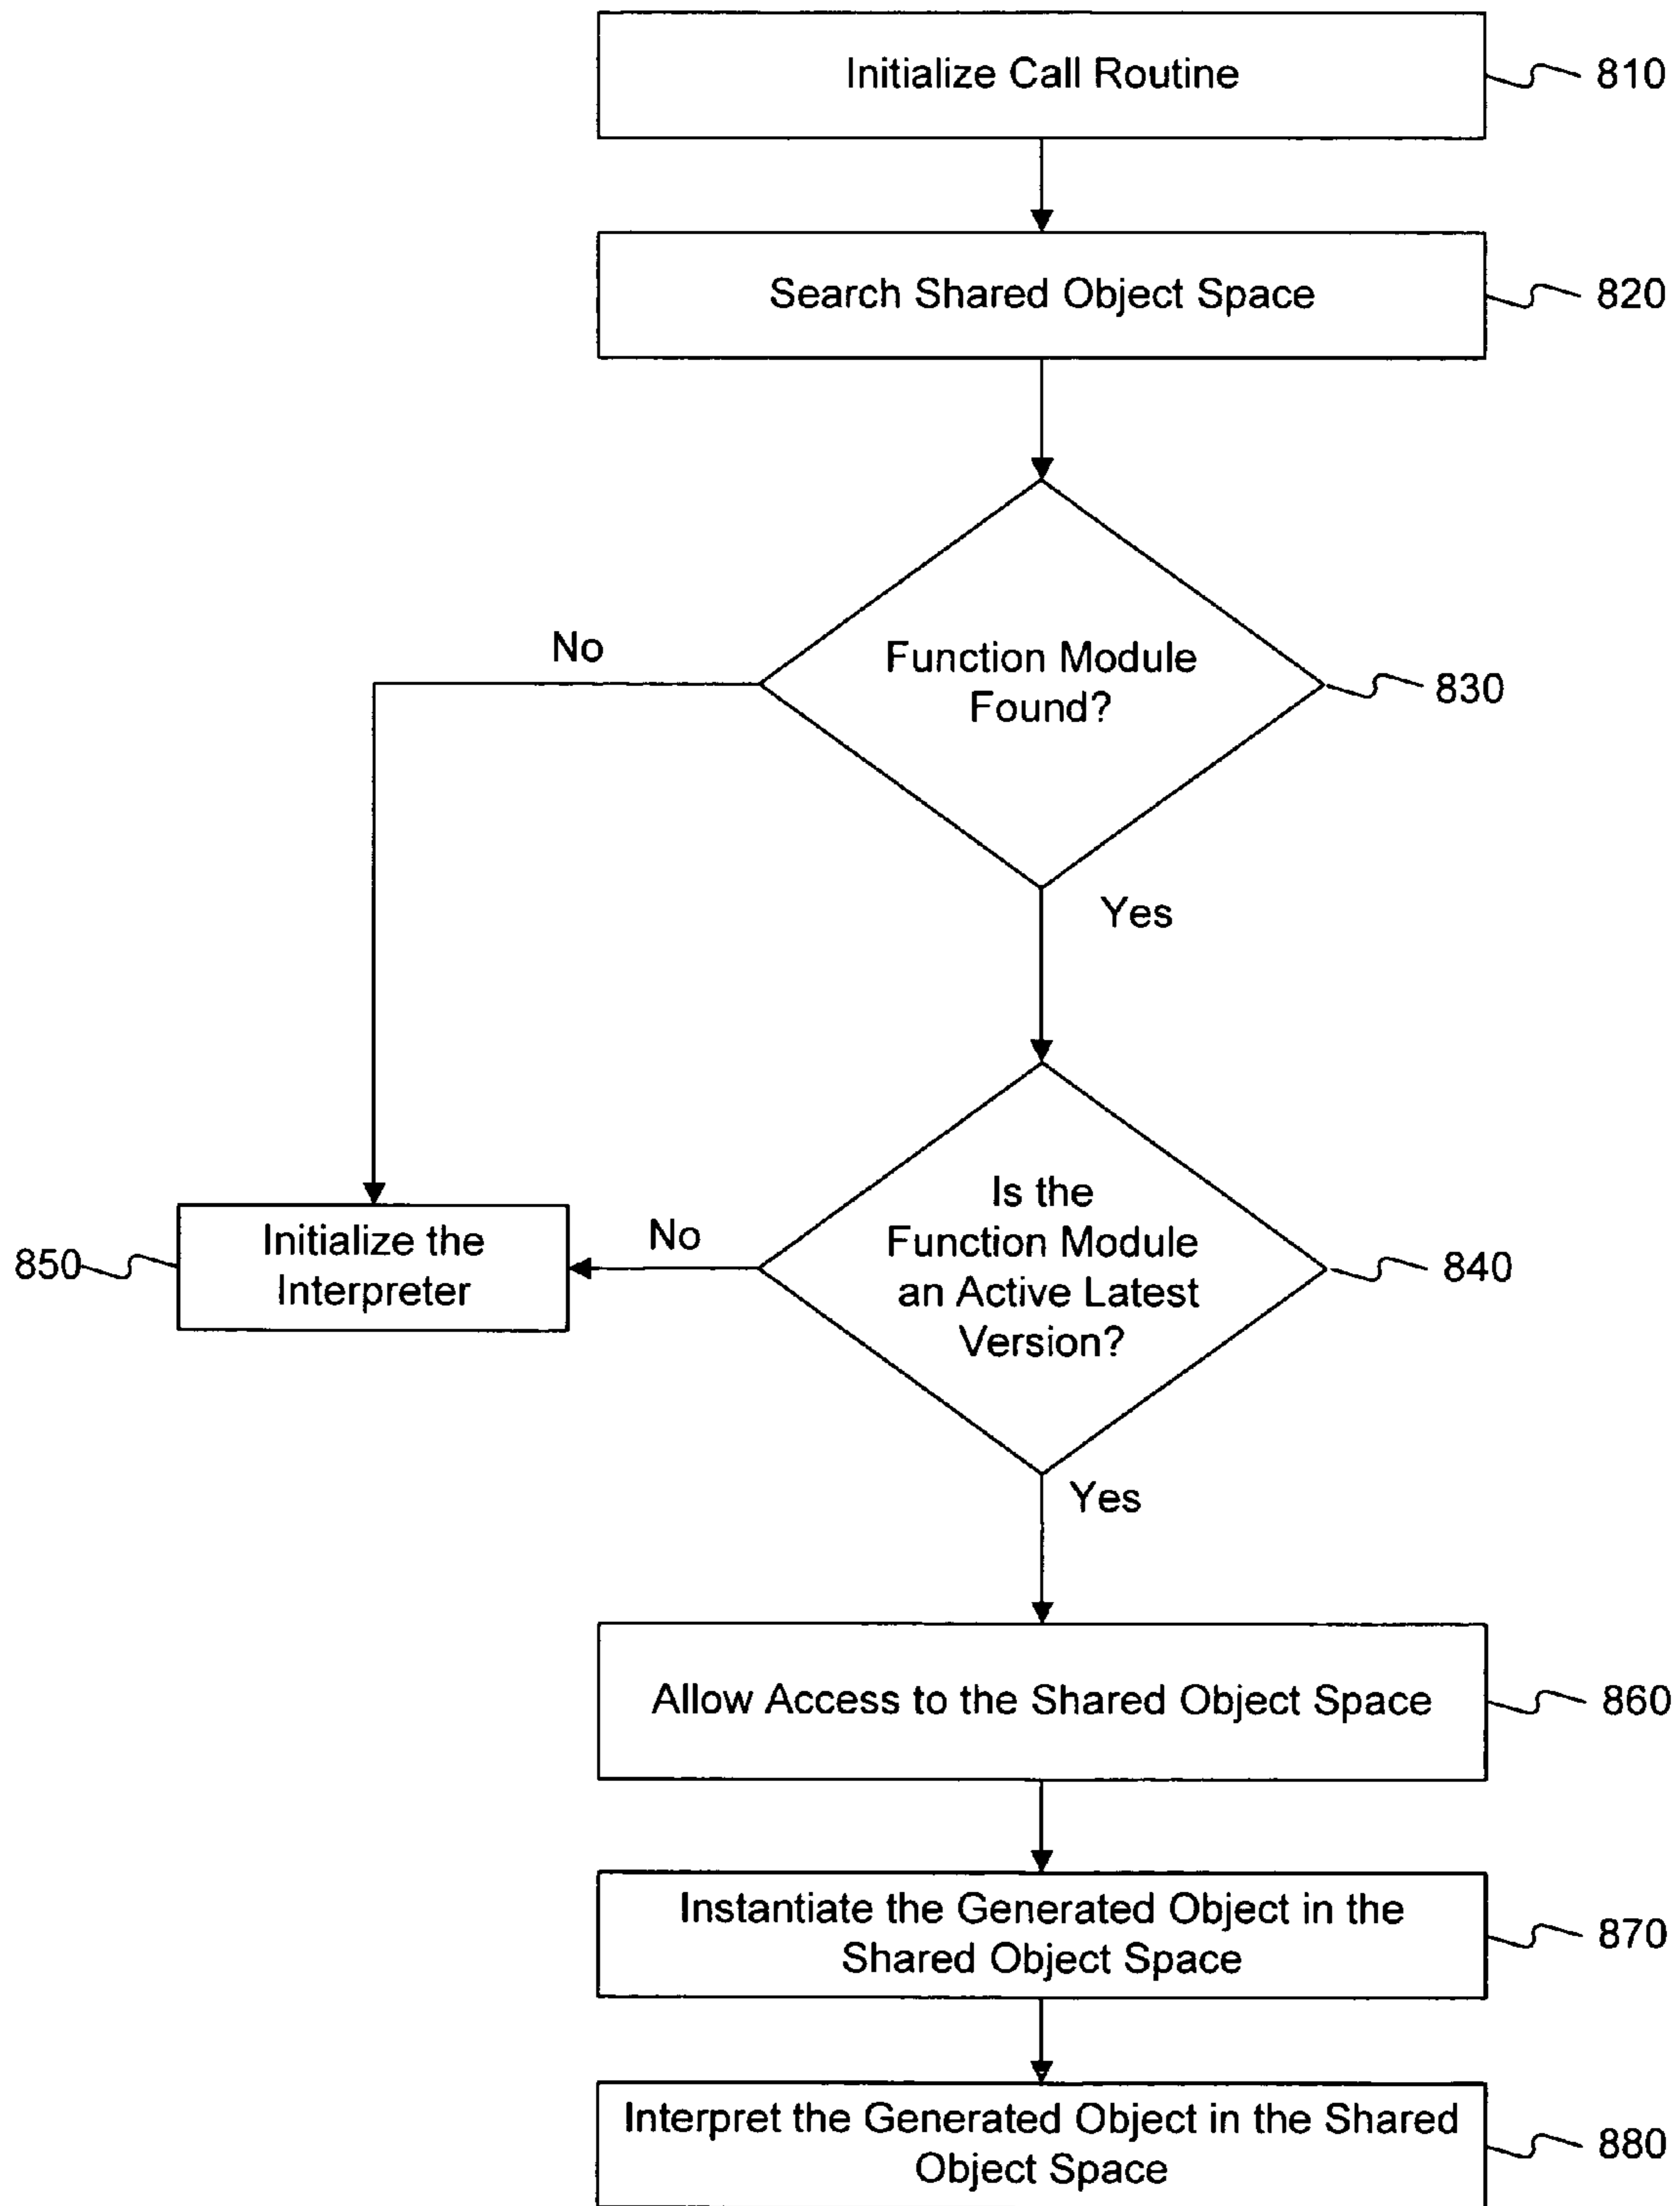 Initialize Call Routine
810
Search Shared Object Space
820
No
Function Module
Found?
830
Yes
Is the
Function Module
an Active Latest
Version?
840
No
850
Initialize the
Interpreter
Yes
Allow Access to the Shared Object Space
860
Instantiate the Generated Object in the
Shared Object Space
870
Interpret the Generated Object in the Shared
Object Space
880